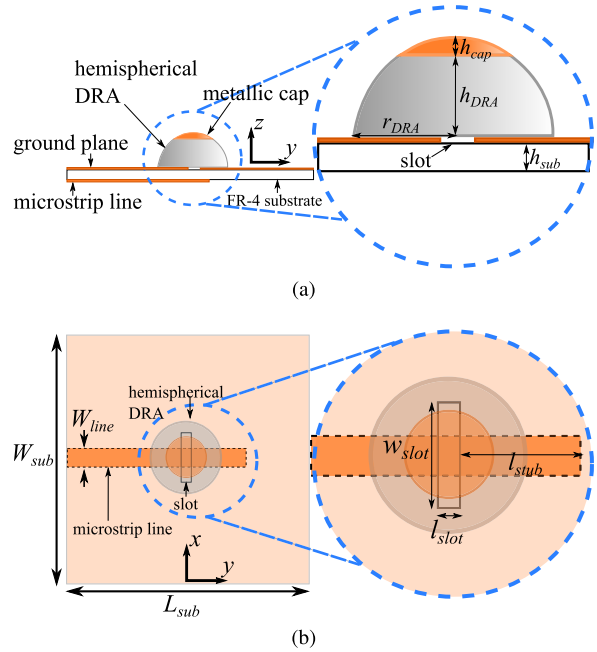 hemispherical
DRA
metallic cap
ground plane
z
y
microstrip line
FR-4 substrate
h_cap
h_DRA
r_DRA
slot
h_sub
(a)
hemispherical
DRA
W_line
W_sub
slot
microstrip line
x
y
L_sub
w_slot
l_stub
l_slot
(b)